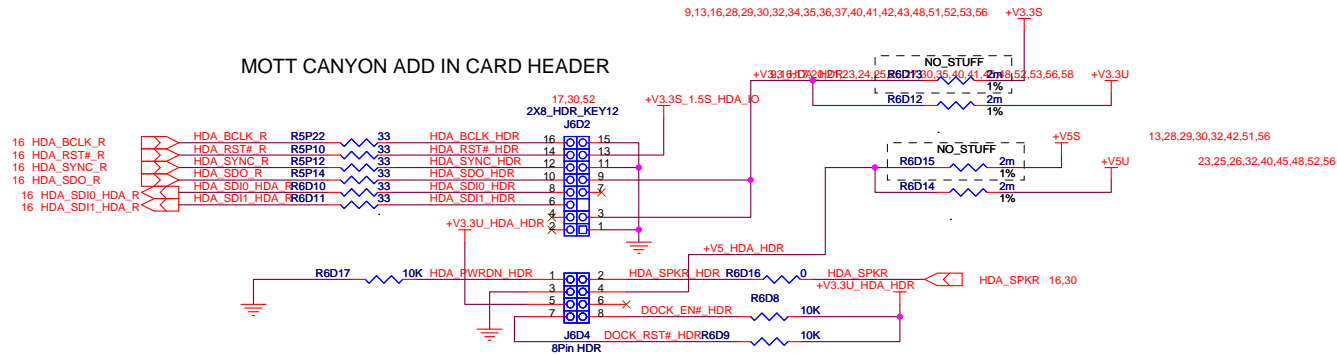 9,13,16,28,29,30,32,34,35,36,37,40,41,42,43,48,51,52,53,56
+V3.3S
MOTT CANYON ADD IN CARD HEADER
NO_STUFF
R6D13 2m
1%
+V3.3U
R6D12 2m
1%
17,30,52
+V3.3S_1.5S_HDA_IO
2X8_HDR_KEY12
J6D2
16 HDA_BCLK_R HDA_BCLK_R R5P22 33 HDA_BCLK_HDR 16 15
16 HDA_RST#_R HDA_RST#_R R5P10 33 HDA_RST#_HDR 14 13
16 HDA_SYNC_R HDA_SYNC_R R5P12 33 HDA_SYNC_HDR 12 11
16 HDA_SDO_R HDA_SDO_R R5P14 33 HDA_SDO_HDR 10 9
16 HDA_SDI0_HDA_R HDA_SDI0_HDA_R R6D10 33 HDA_SDI0_HDR 8 7
16 HDA_SDI1_HDA_R HDA_SDI1_HDA_R R6D11 33 HDA_SDI1_HDR 6
4 3
2 1
+V5S 13,28,29,30,32,42,51,56
NO_STUFF
R6D15 2m
1%
+V5U 23,25,26,32,40,45,48,52,56
R6D14 2m
1%
+V3.3U_HDA_HDR
+V5_HDA_HDR
R6D17 10K HDA_PWRDN_HDR 1 2 HDA_SPKR_HDR R6D16 0 HDA_SPKR HDA_SPKR 16,30
3 4
+V3.3U_HDA_HDR
5 6
7 8 DOCK_EN#_HDR R6D8 10K
J6D4 DOCK_RST#_HDR R6D9 10K
8Pin HDR